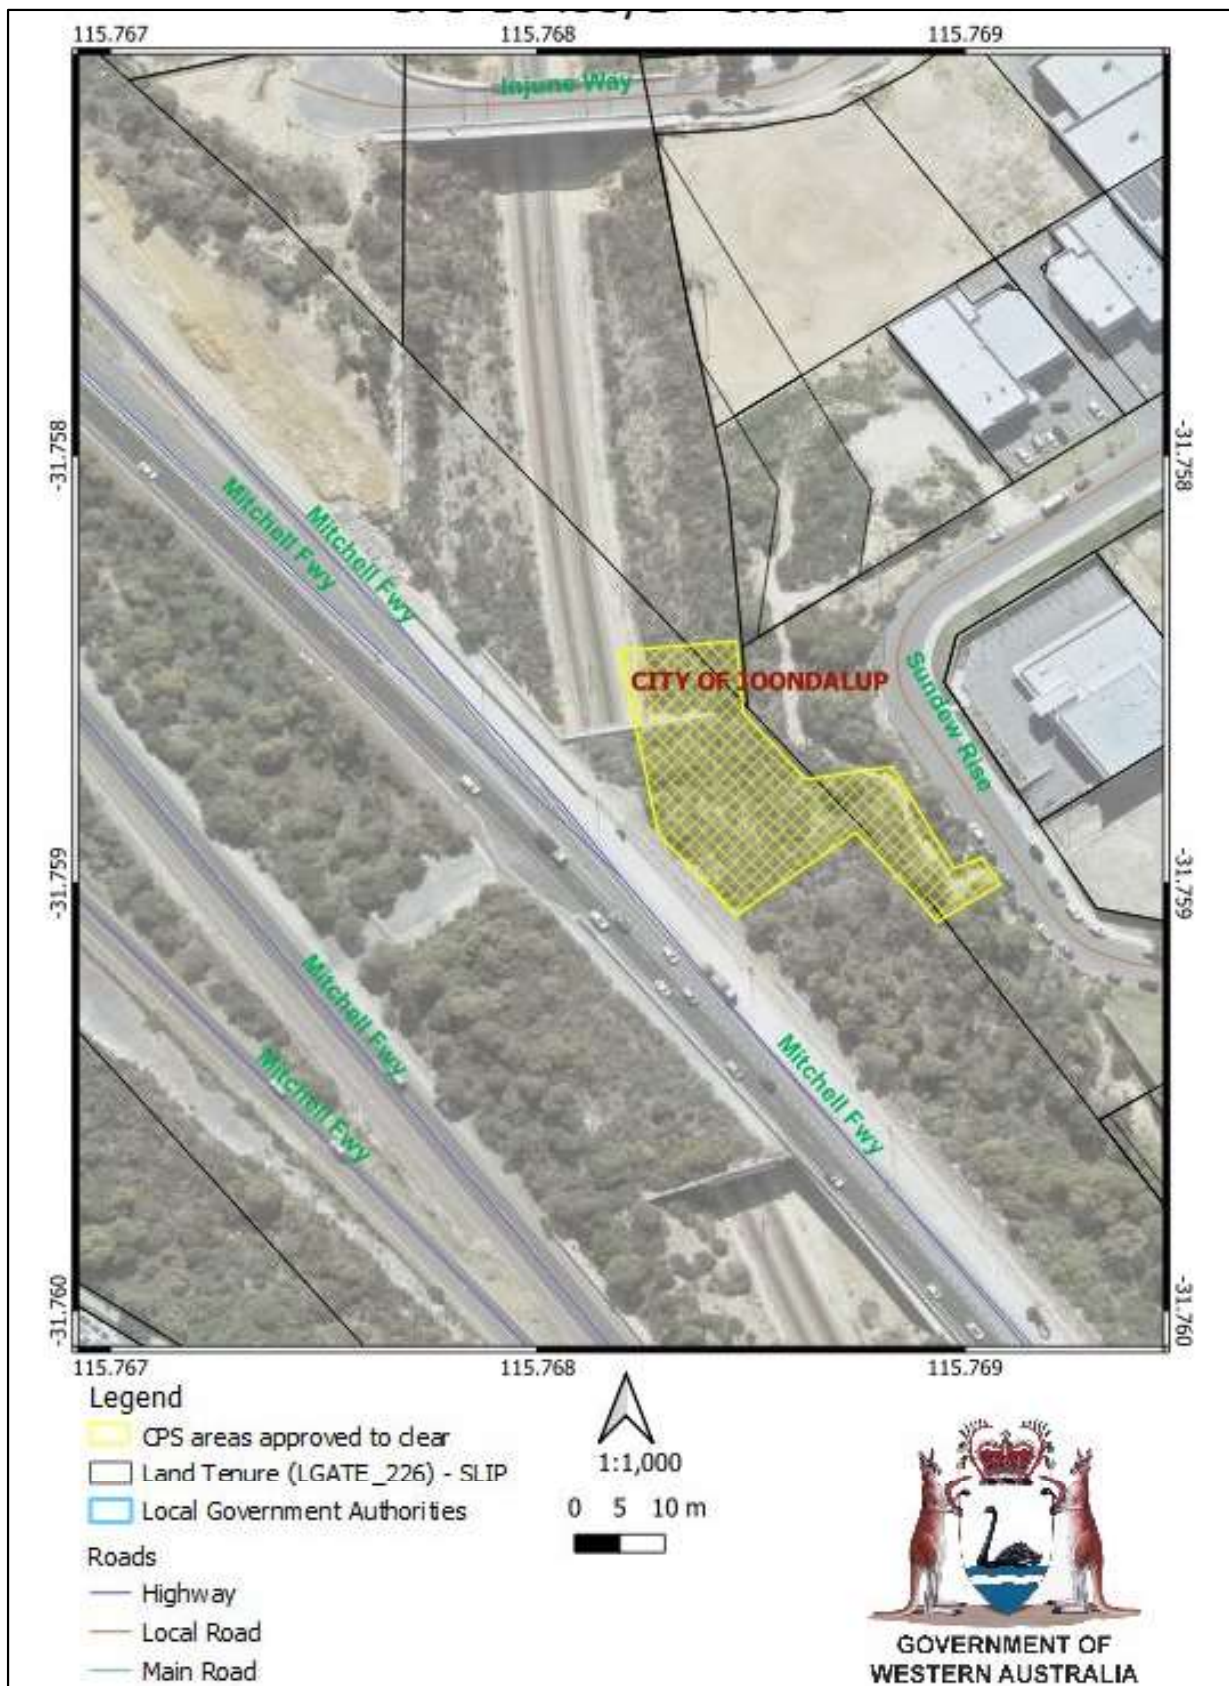 115.767 115.768 115.769
Injune Way
-31.758
-31.758
Mitchell Fwy
Mitchell Fwy
CITY OF JOONDALUP
Sundew Rise
-31.759
-31.759
Mitchell Fwy
Mitchell Fwy
Mitchell Fwy
-31.760
-31.760
115.767 115.768 115.769
Legend
CPS areas approved to clear
Land Tenure (LGATE_226) - SLIP
Local Government Authorities
Roads
Highway
Local Road
Main Road
1:1,000
0 5 10 m
GOVERNMENT OF
WESTERN AUSTRALIA